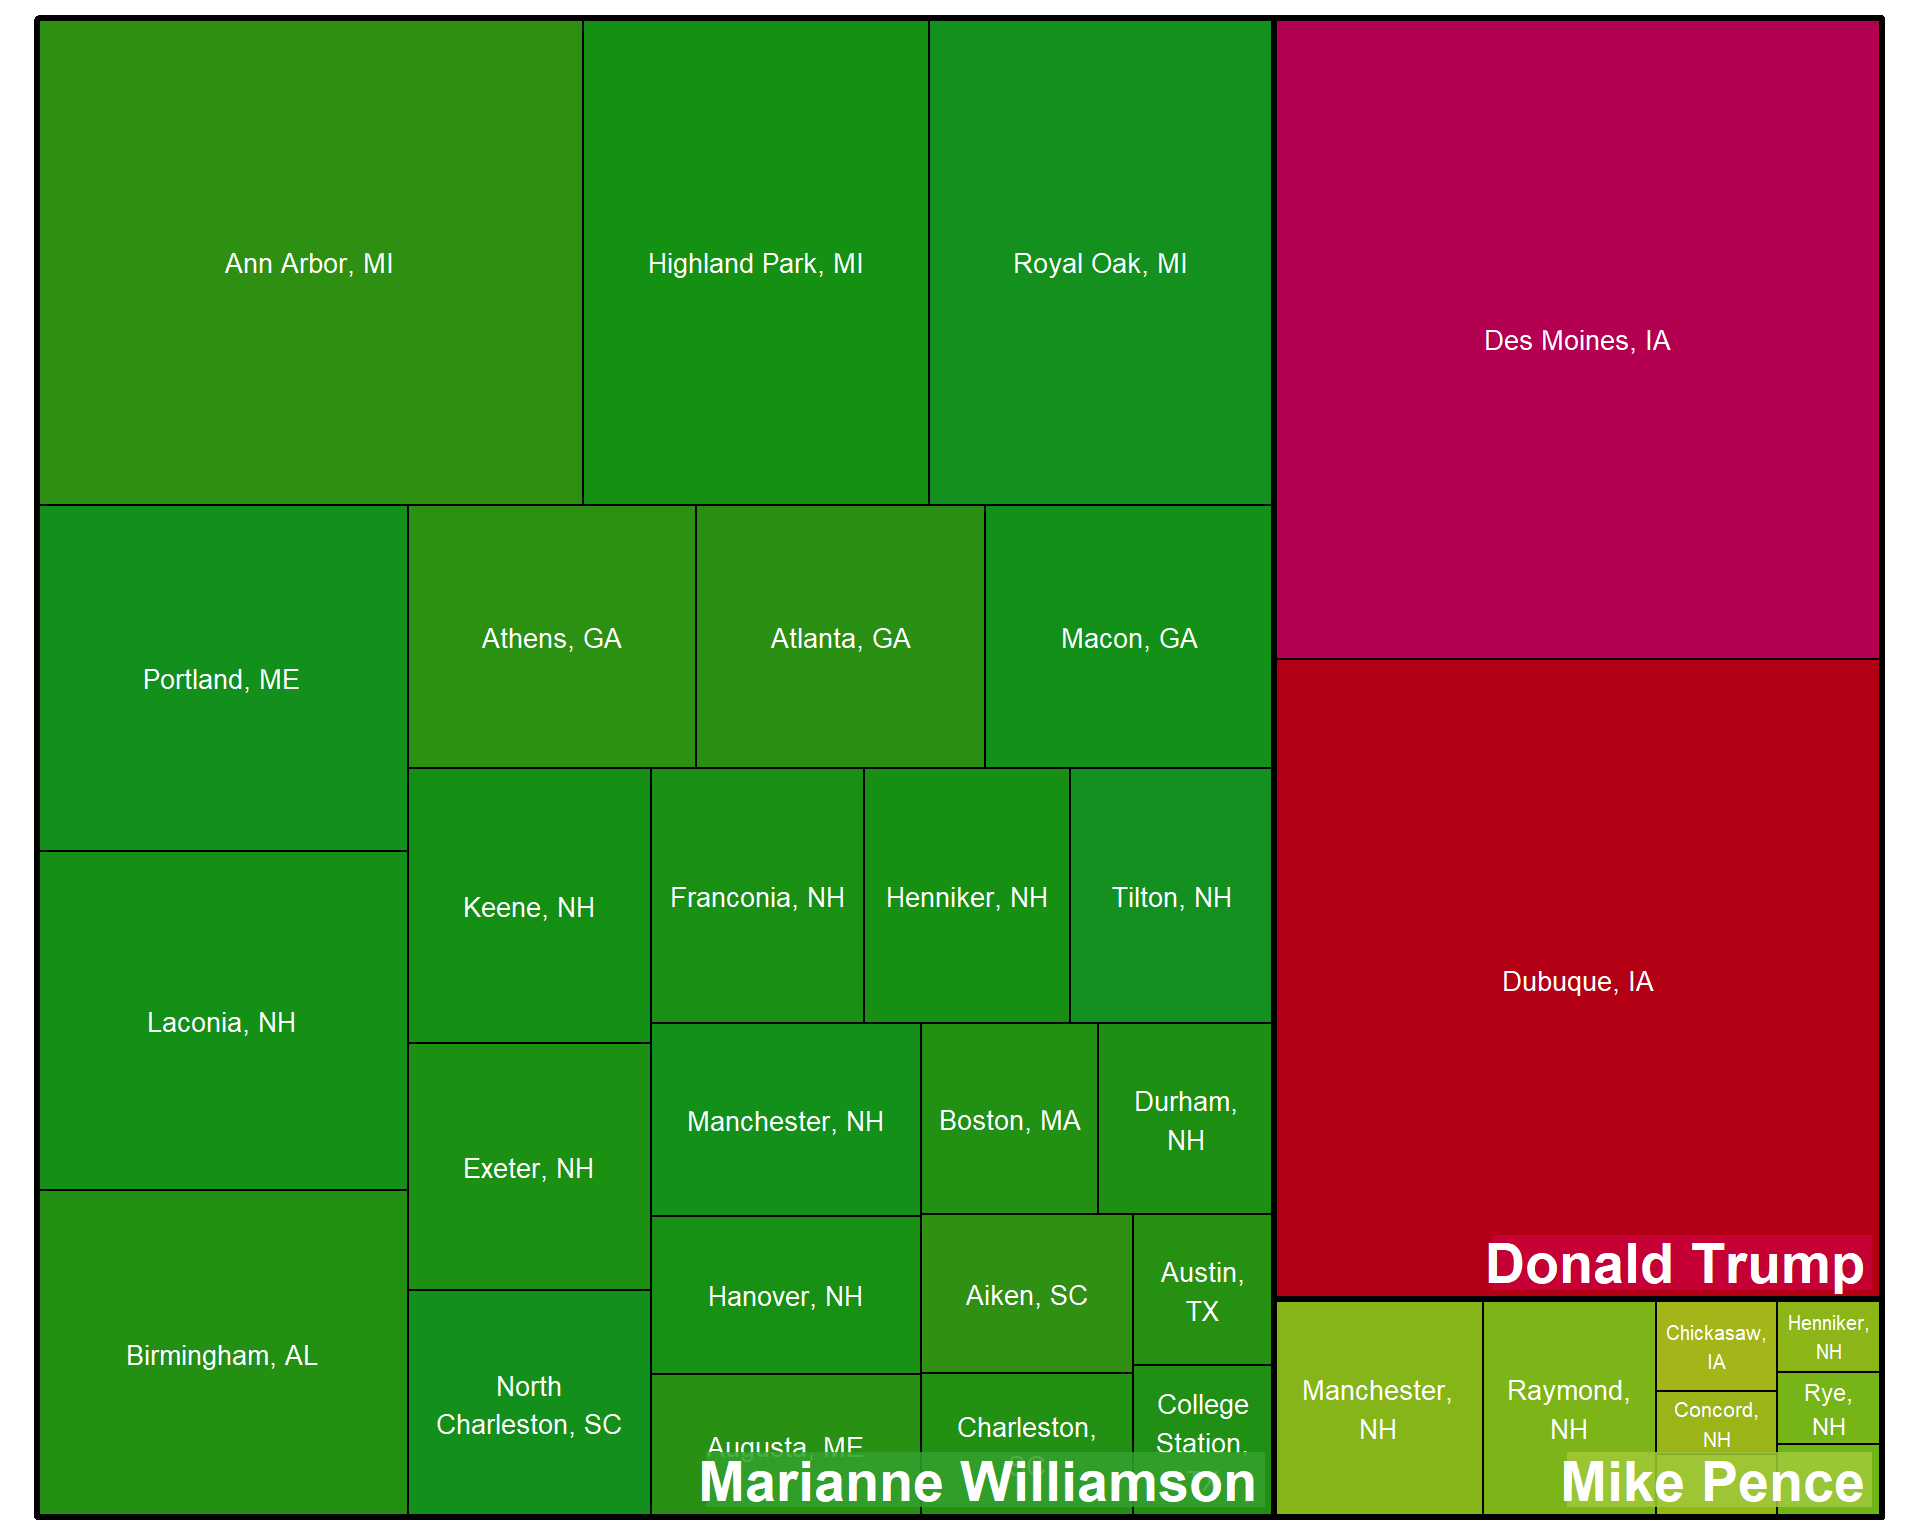 Ann Arbor, MI
Highland Park, MI
Royal Oak, MI
Des Moines, IA
Portland, ME
Athens, GA
Atlanta, GA
Macon, GA
Laconia, NH
Keene, NH
Franconia, NH
Henniker, NH
Tilton, NH
Dubuque, IA
Birmingham, AL
Exeter, NH
Manchester, NH
Boston, MA
Durham,
NH
North
Charleston, SC
Hanover, NH
Aiken, SC
Austin,
TX
Augusta, ME
Charleston,
SC
College
Station,
TX
Marianne Williamson
Donald Trump
Manchester,
NH
Raymond,
NH
Chickasaw,
IA
Henniker,
NH
Concord,
NH
Rye,
NH
Mike Pence